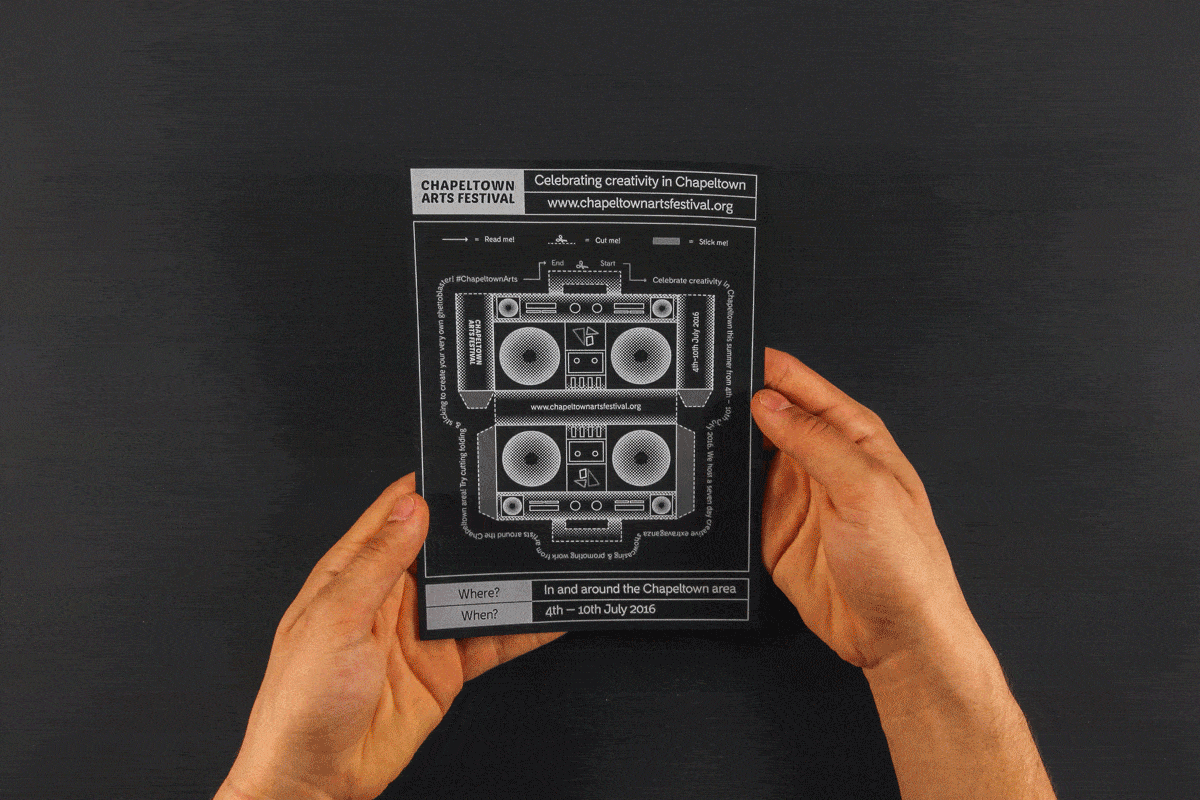 CHAPELTOWN
ARTS FESTIVAL
Celebrating creativity in Chapeltown
www.chapeltownartsfestival.org
= Read me!
= Cut me!
= Stick me!
End
Start
Celebrate creativity in Chapeltown this summer from 4th – 10th July 2016. We host a seven day creative extravaganza showcasing & promoting work from artists around the Chapeltown area! Try cutting folding & sticking to create your very own ghettoblaster! #ChapeltownArts
CHAPELTOWN
ARTS FESTIVAL
4th-10th July 2016
www.chapeltownartsfestival.org
Where?
In and around the Chapeltown area
When?
4th — 10th July 2016